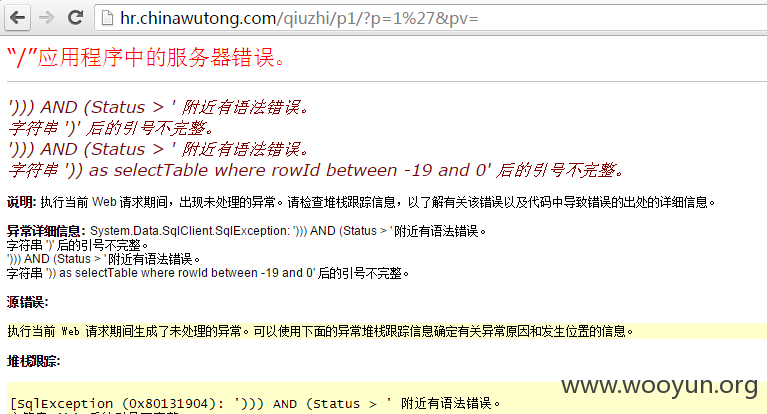 hr.chinawutong.com/qiuzhi/p1/?p=1%27&pv=
“/”应用程序中的服务器错误。
'))) AND (Status > ' 附近有语法错误。
字符串 ')' 后的引号不完整。
'))) AND (Status > ' 附近有语法错误。
字符串 ')) as selectTable where rowId between -19 and 0' 后的引号不完整。
说明: 执行当前 Web 请求期间，出现未处理的异常。请检查堆栈跟踪信息，以了解有关该错误以及代码中导致错误的出处的详细信息。
异常详细信息: System.Data.SqlClient.SqlException: '))) AND (Status > ' 附近有语法错误。
字符串 ')' 后的引号不完整。
'))) AND (Status > ' 附近有语法错误。
字符串 ')) as selectTable where rowId between -19 and 0' 后的引号不完整。
源错误:
执行当前 Web 请求期间生成了未处理的异常。可以使用下面的异常堆栈跟踪信息确定有关异常原因和发生位置的信息。
堆栈跟踪:
[SqlException (0x80131904): '))) AND (Status > ' 附近有语法错误。
www.wooyun.org